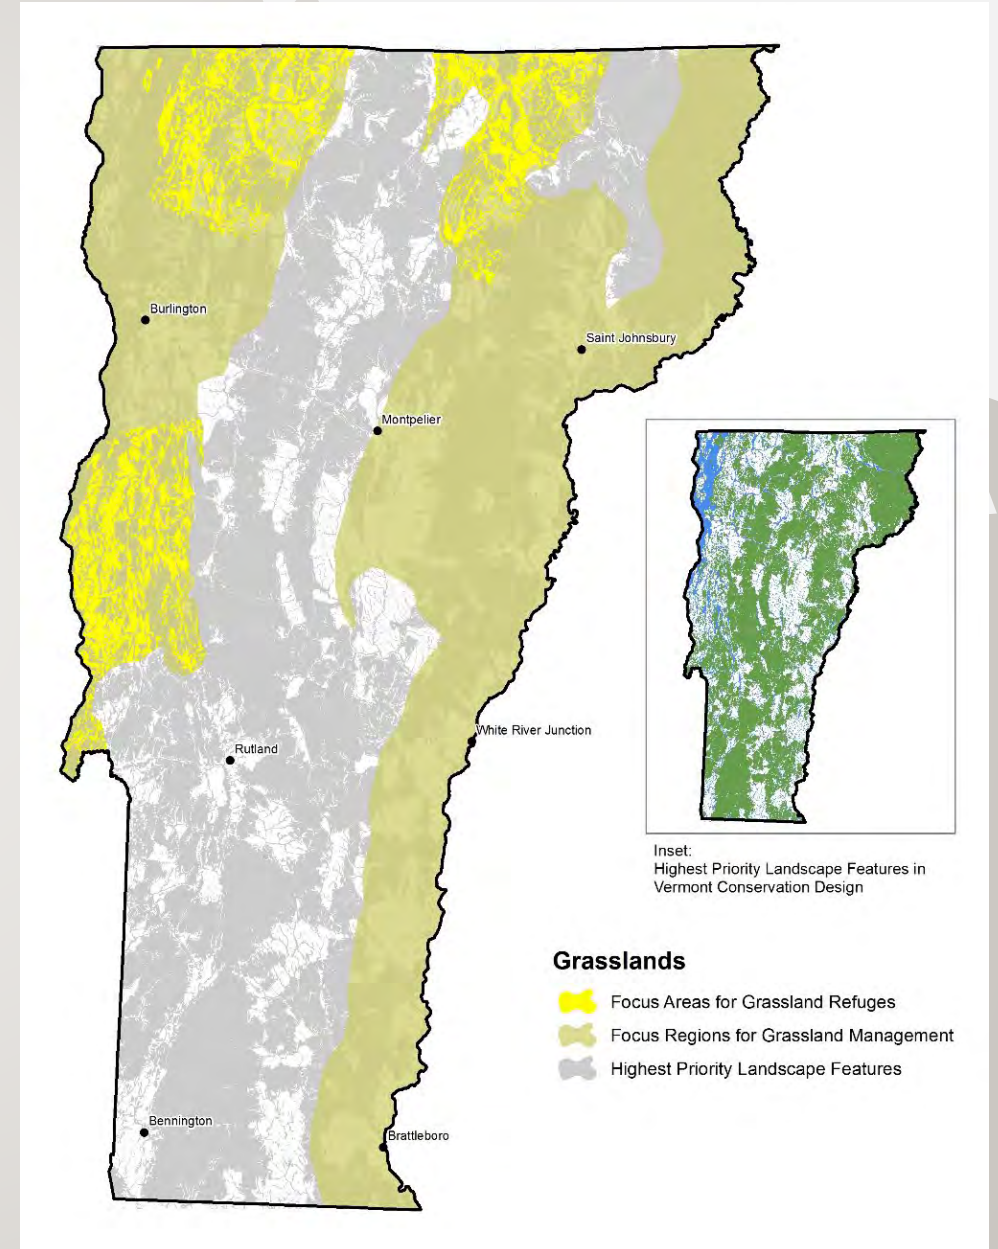 Burlington
Saint Johnsbury
Montpelier
White River Junction
Rutland
Inset:
Highest Priority Landscape Features in
Vermont Conservation Design
Grasslands
Focus Areas for Grassland Refuges
Focus Regions for Grassland Management
Highest Priority Landscape Features
Bennington
Brattleboro